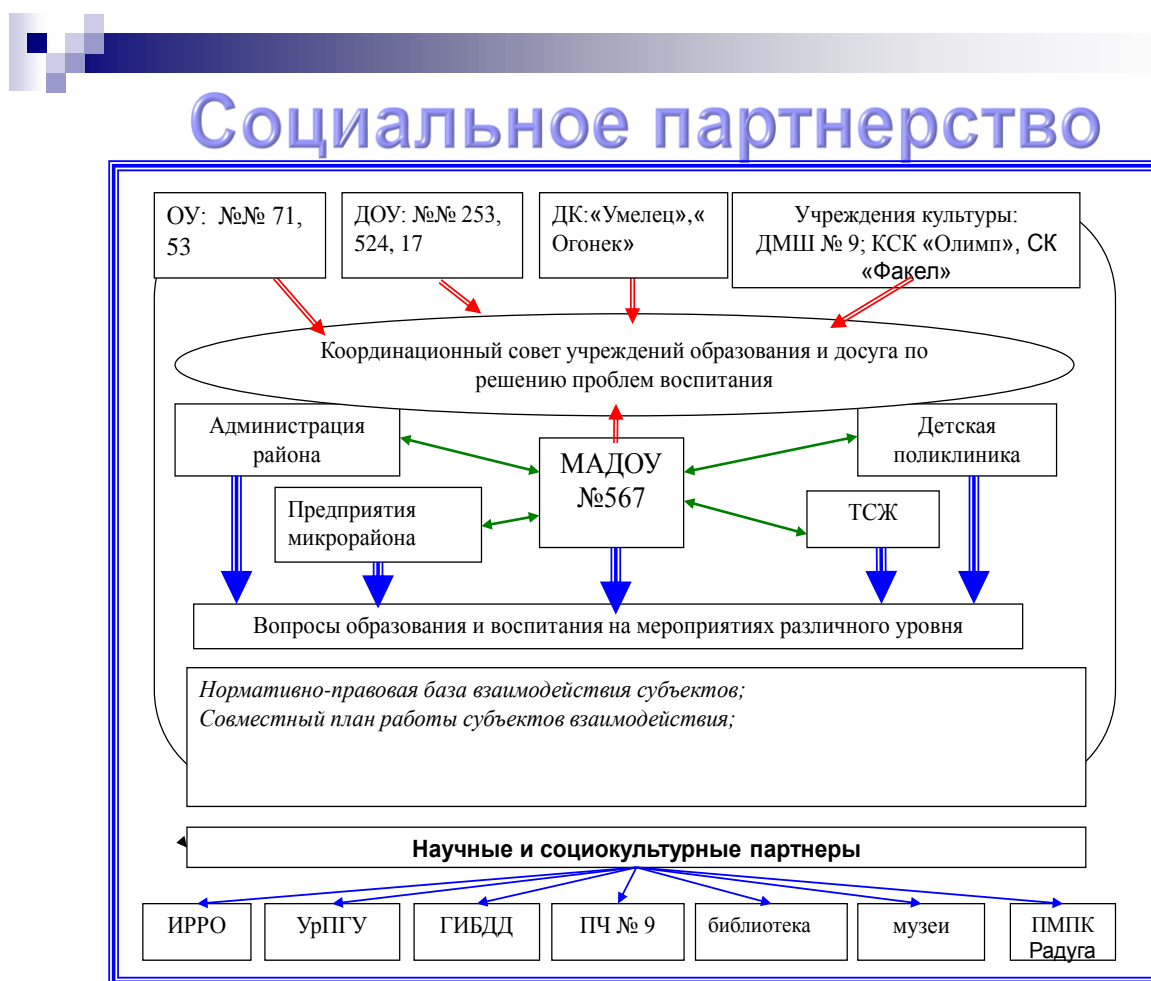 Социальное партнерство
ОУ: №№ 71,
53
ДОУ: №№ 253,
524, 17
ДК:«Умелец»,«
Огонек»
Учреждения культуры:
ДМШ № 9; КСК «Олимп», СК
«Факел»
Координационный совет учреждений образования и досуга по
решению проблем воспитания
Администрация
района
МАДОУ
№567
Детская
поликлиника
Предприятия
микрорайона
ТСЖ
Вопросы образования и воспитания на мероприятиях различного уровня
Нормативно-правовая база взаимодействия субъектов;
Совместный план работы субъектов взаимодействия;
Научные и социокультурные партнеры
ИРРО
УрПГУ
ГИБДД
ПЧ № 9
библиотека
музеи
ПМПК
Радуга